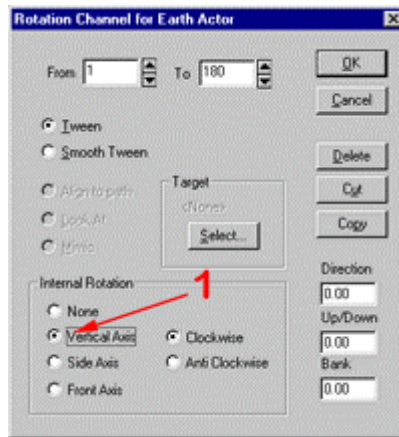 Rotation Channel for Earth Actor
From 1 To 180
OK
Cancel
Tween
Smooth Tween
Delete
Cut
Copy
Align to path
Look At
Mimic
Target
<None>
Select...
Internal Rotation
1
None
Vertical Axis
Clockwise
Side Axis
Anti Clockwise
Front Axis
Direction
0.00
Up/Down
0.00
Bank
0.00